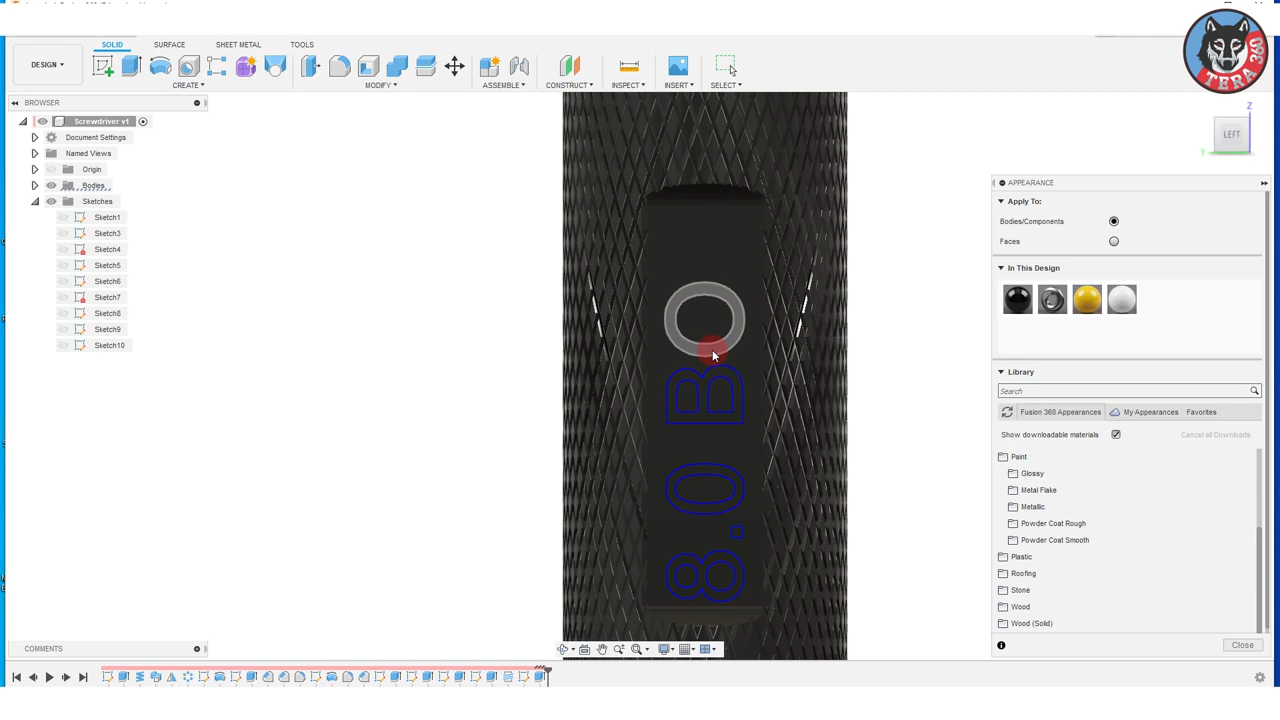 TERA 360
DESIGN
SOLID
SURFACE
SHEET METAL
TOOLS
CREATE
MODIFY
ASSEMBLE
CONSTRUCT
INSPECT
INSERT
SELECT
BROWSER
Screwdriver v1
Document Settings
Named Views
Origin
Bodies
Sketches
Sketch1
Sketch3
Sketch4
Sketch5
Sketch6
Sketch7
Sketch8
Sketch9
Sketch10
8.0 BO
Z
LEFT
Y
APPEARANCE
Apply To:
Bodies/Components
Faces
In This Design
Library
Search
Fusion 360 Appearances
My Appearances
Favorites
Show downloadable materials
Cancel all Downloads
Paint
Glossy
Metal Flake
Metallic
Powder Coat Rough
Powder Coat Smooth
Plastic
Roofing
Stone
Wood
Wood (Solid)
Close
COMMENTS